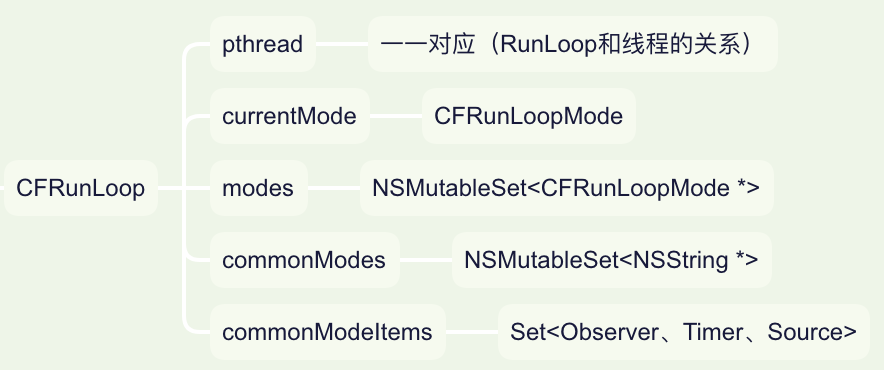 pthread
一一对应（RunLoop和线程的关系）
currentMode
CFRunLoopMode
CFRunLoop
modes
NSMutableSet<CFRunLoopMode *>
commonModes
NSMutableSet<NSString *>
commonModeItems
Set<Observer、Timer、Source>